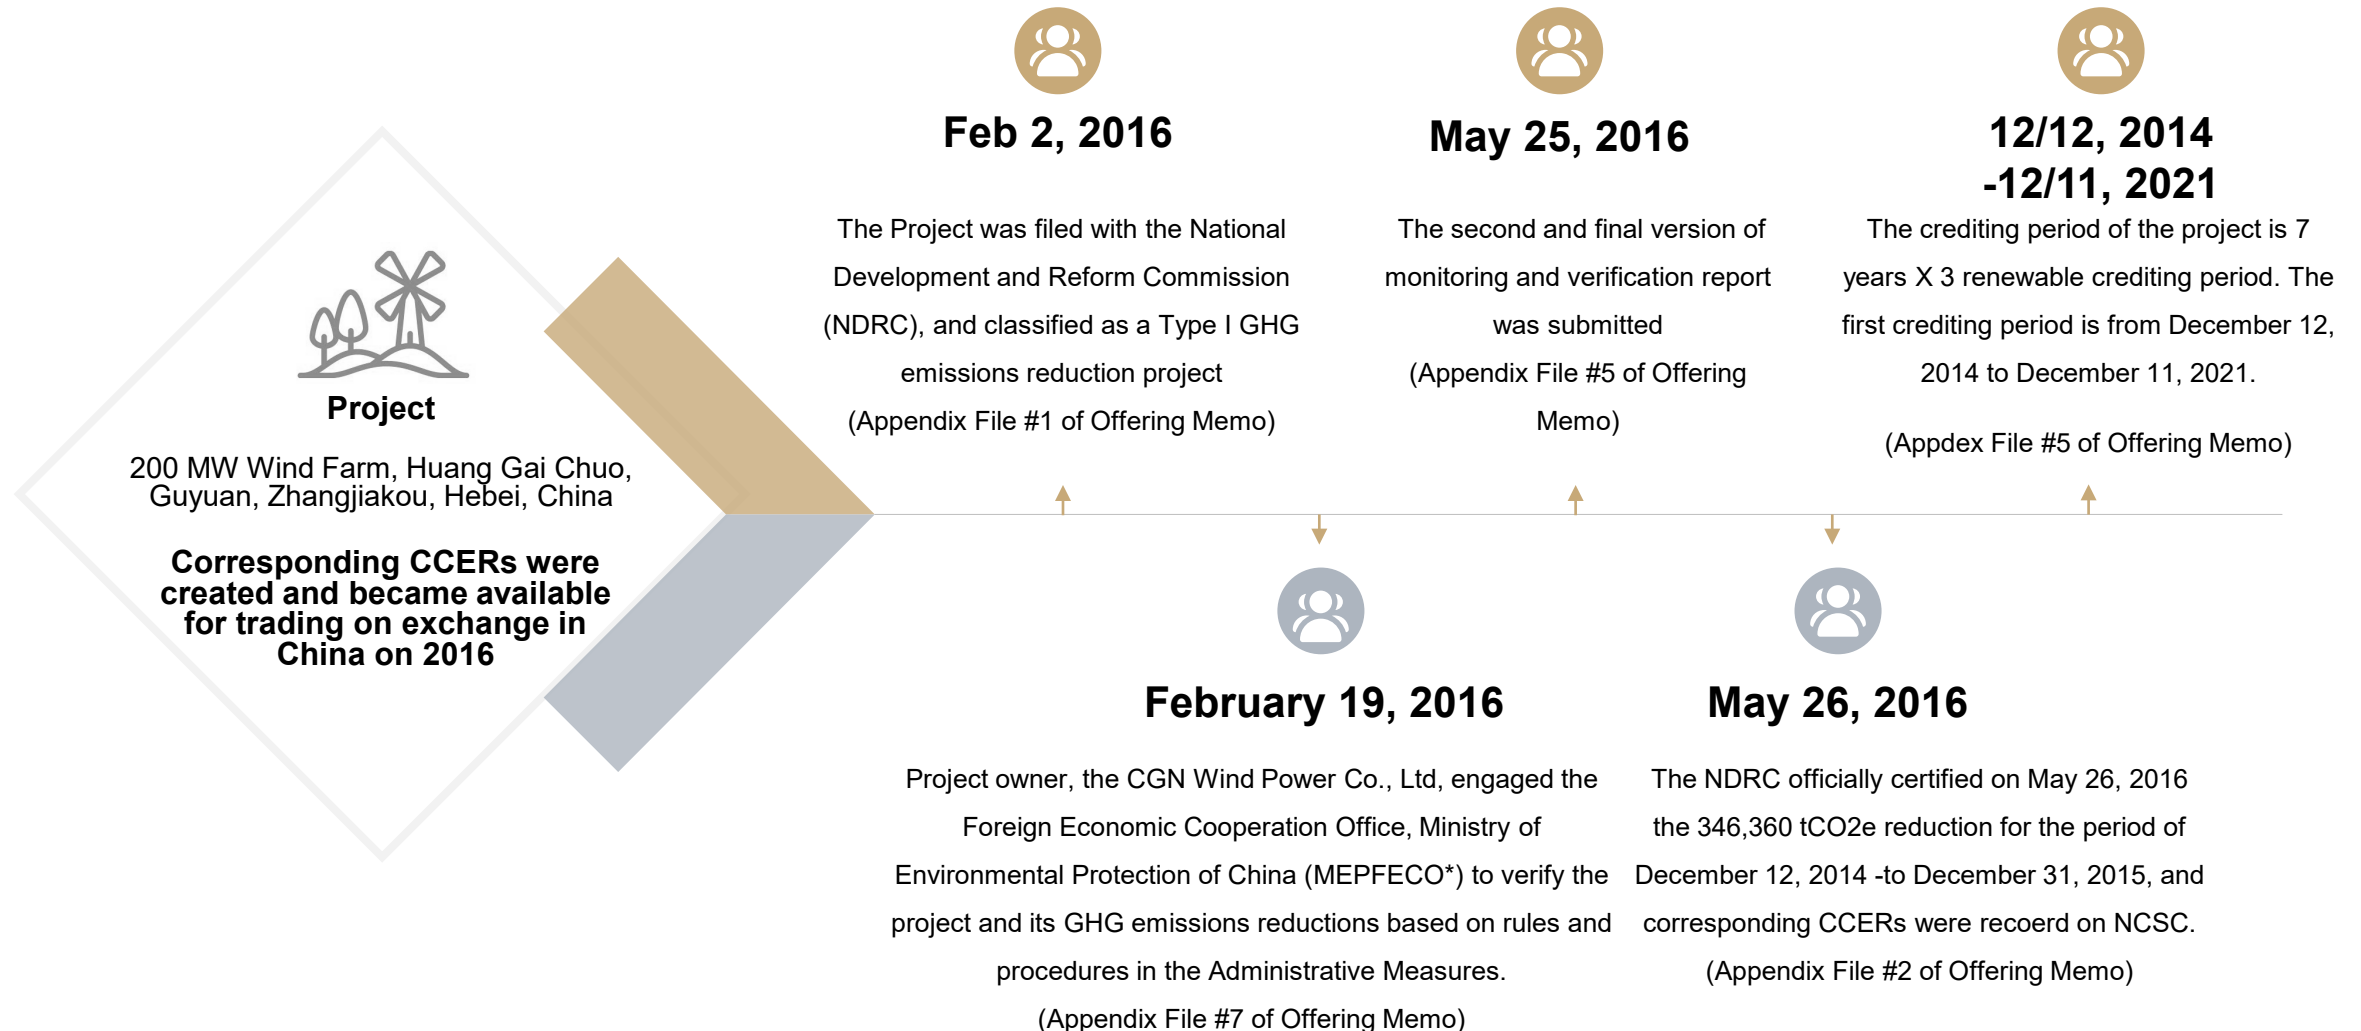 Project
200 MW Wind Farm, Huang Gai Chuo,
Guyuan, Zhangjiakou, Hebei, China
Corresponding CCERs were
created and became available
for trading on exchange in
China on 2016
Feb 2, 2016
The Project was filed with the National
Development and Reform Commission
(NDRC), and classified as a Type I GHG
emissions reduction project
(Appendix File #1 of Offering Memo)
February 19, 2016
Project owner, the CGN Wind Power Co., Ltd, engaged the
Foreign Economic Cooperation Office, Ministry of
Environmental Protection of China (MEPFECO*) to verify the
project and its GHG emissions reductions based on rules and
procedures in the Administrative Measures.
(Appendix File #7 of Offering Memo)
May 25, 2016
The second and final version of
monitoring and verification report
was submitted
(Appendix File #5 of Offering
Memo)
May 26, 2016
The NDRC officially certified on May 26, 2016
the 346,360 tCO2e reduction for the period of
December 12, 2014 -to December 31, 2015, and
corresponding CCERs were recoerd on NCSC.
(Appendix File #2 of Offering Memo)
12/12, 2014
-12/11, 2021
The crediting period of the project is 7
years X 3 renewable crediting period. The
first crediting period is from December 12,
2014 to December 11, 2021.
(Appdex File #5 of Offering Memo)